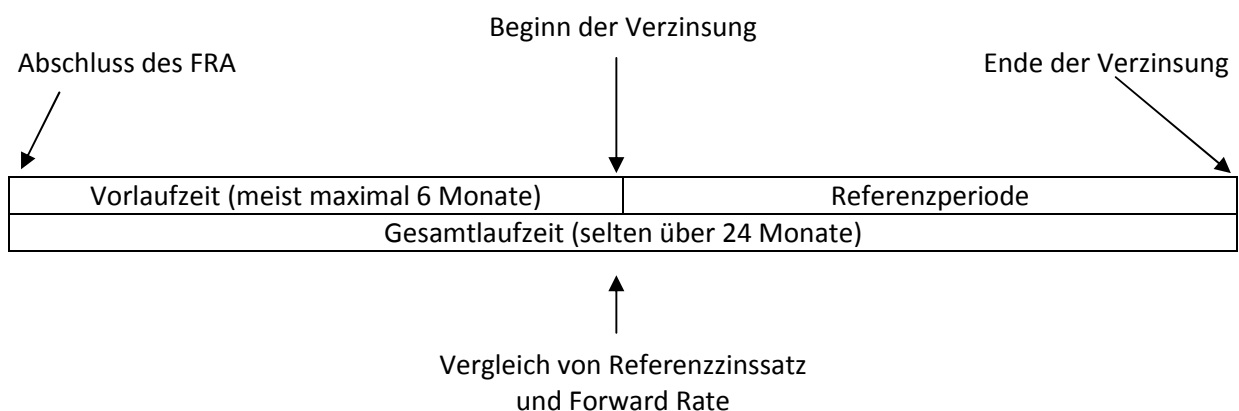 Beginn der Verzinsung
Abschluss des FRA
Ende der Verzinsung
Vorlaufzeit (meist maximal 6 Monate)
Referenzperiode
Gesamtlaufzeit (selten über 24 Monate)
Vergleich von Referenzzinssatz
und Forward Rate